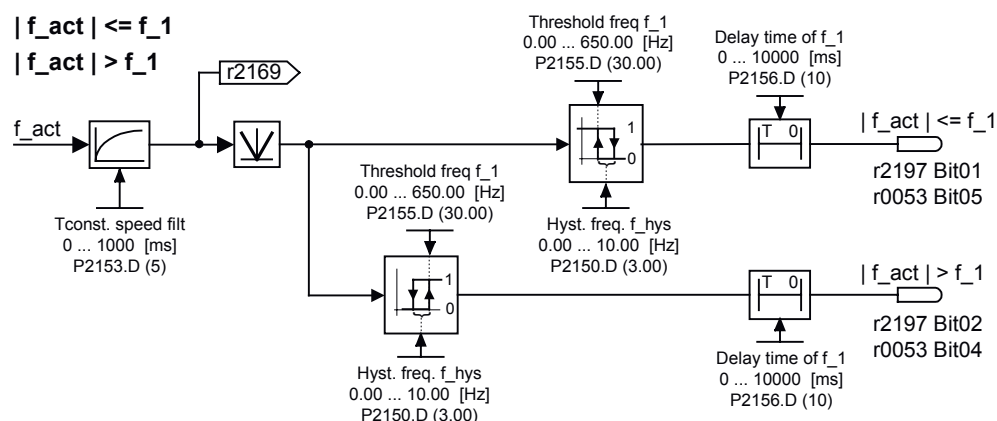 | f_act | <= f_1
| f_act | > f_1
r2169
f_act
Tconst. speed filt
0 ... 1000 [ms]
P2153.D (5)
Threshold freq f_1
0.00 ... 650.00 [Hz]
P2155.D (30.00)
1
0
Hyst. freq. f_hys
0.00 ... 10.00 [Hz]
P2150.D (3.00)
Delay time of f_1
0 ... 10000 [ms]
P2156.D (10)
T 0
| f_act | <= f_1
r2197 Bit01
r0053 Bit05
Threshold freq f_1
0.00 ... 650.00 [Hz]
P2155.D (30.00)
1
0
Hyst. freq. f_hys
0.00 ... 10.00 [Hz]
P2150.D (3.00)
T 0
Delay time of f_1
0 ... 10000 [ms]
P2156.D (10)
| f_act | > f_1
r2197 Bit02
r0053 Bit04